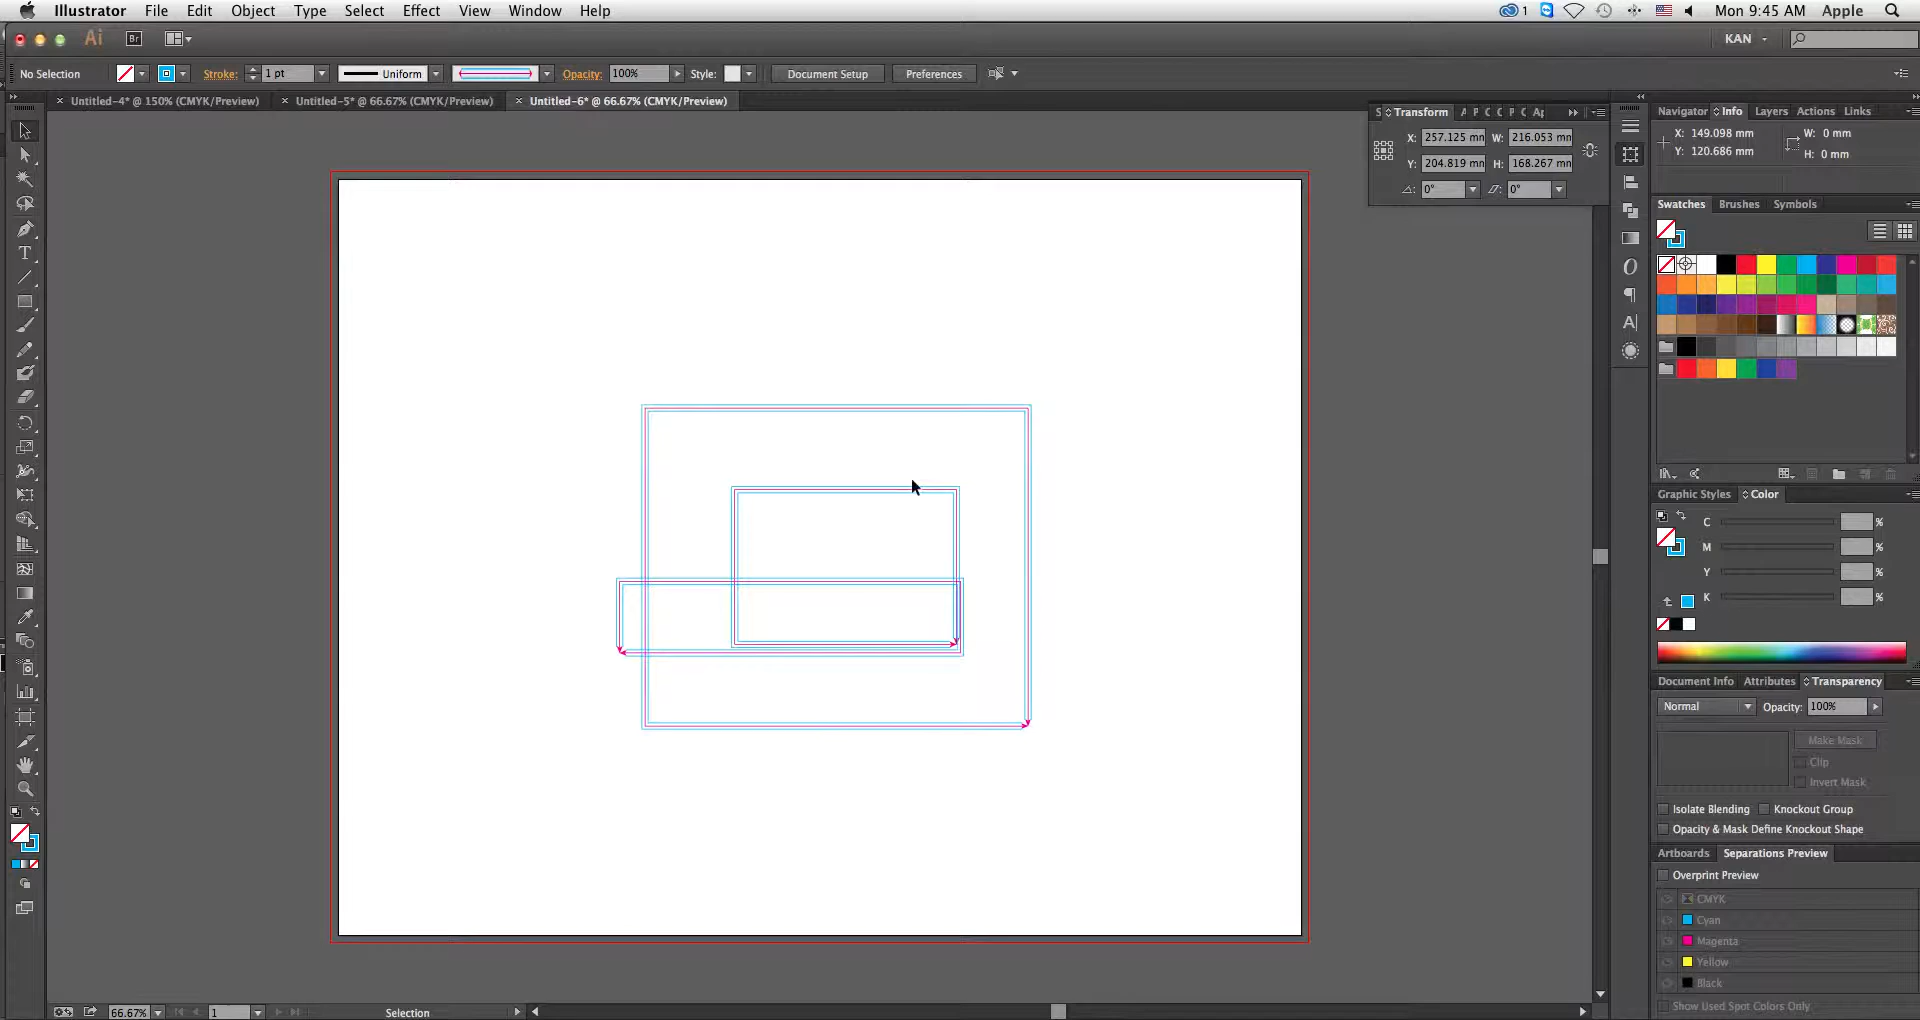 Illustrator File Edit Object Type Select Effect View Window Help
1
Mon 9:45 AM Apple
Ai Br KAN
No Selection Stroke: 1 pt Uniform Opacity: 100% Style: Document Setup Preferences
× Untitled-4* @ 150% (CMYK/Preview) × Untitled-5* @ 66.67% (CMYK/Preview) × Untitled-6* @ 66.67% (CMYK/Preview)
S Transform A P C C P C Ap
X: 257.125 mm W: 216.053 mm
Y: 204.819 mm H: 168.267 mm
0° 0°
Navigator Info Layers Actions Links
X: 149.098 mm W: 0 mm
Y: 120.686 mm H: 0 mm
Swatches Brushes Symbols
Graphic Styles Color
C %
M %
Y %
K %
Document Info Attributes Transparency
Normal Opacity: 100%
Make Mask
Clip
Invert Mask
Isolate Blending Knockout Group
Opacity & Mask Define Knockout Shape
Artboards Separations Preview
Overprint Preview
CMYK
Cyan
Magenta
Yellow
Black
Show Used Spot Colors Only
66.67% 1 Selection